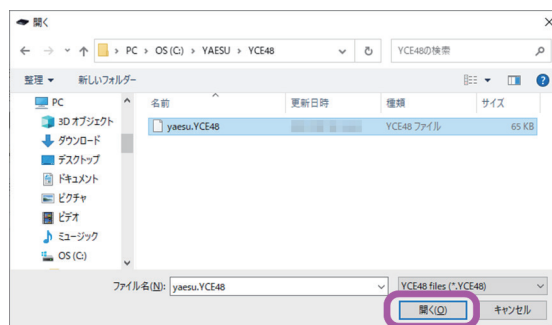 開く
PC > OS (C:) > YAESU > YCE48
YCE48の検索
整理 新しいフォルダー
名前 更新日時 種類 サイズ
yaesu.YCE48 YCE48 ファイル 65 KB
PC
3D オブジェクト
ダウンロード
デスクトップ
ドキュメント
ピクチャ
ビデオ
ミュージック
OS (C:)
ファイル名(N): yaesu.YCE48 YCE48 files (*.YCE48)
開く(O) キャンセル